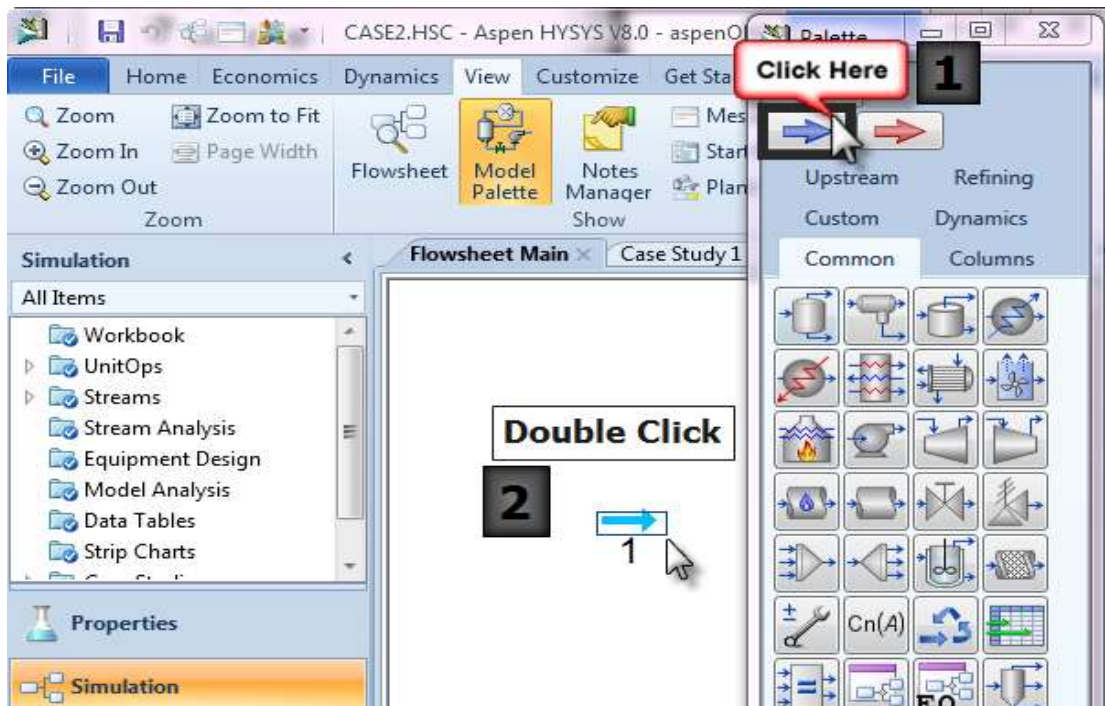 CASE2.HSC - Aspen HYSYS V8.0 - aspenO
Palette
File Home Economics Dynamics View Customize Get Sta
Click Here
1
Zoom
Zoom to Fit
Zoom In
Page Width
Zoom Out
Zoom
Flowsheet
Model Palette
Notes Manager
Mes
Start
Plan
Show
Upstream Refining
Custom Dynamics
Common Columns
Simulation
All Items
Workbook
UnitOps
Streams
Stream Analysis
Equipment Design
Model Analysis
Data Tables
Strip Charts
Flowsheet Main
Case Study 1
Double Click
2
1
Cn(A)
Properties
Simulation